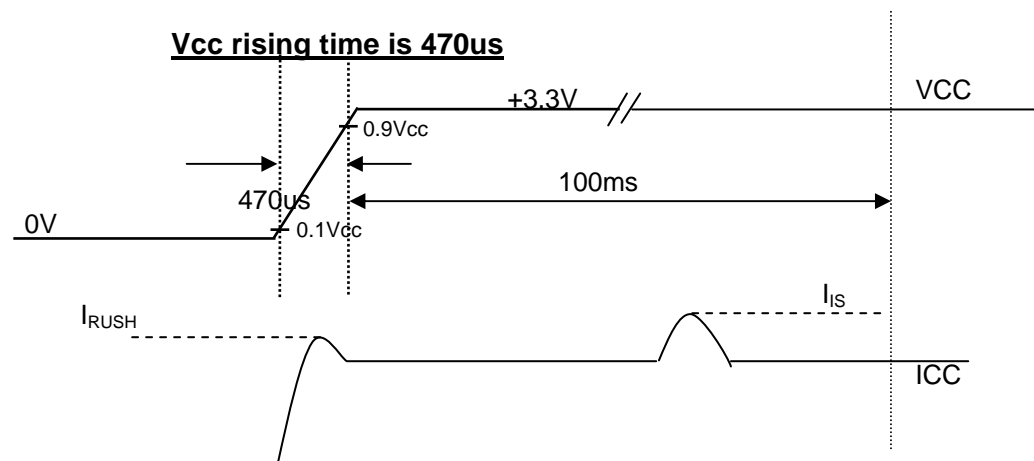 Vcc rising time is 470us
VCC
+3.3V
0.9Vcc
100ms
470us
0V
0.1Vcc
IRUSH
IIS
ICC